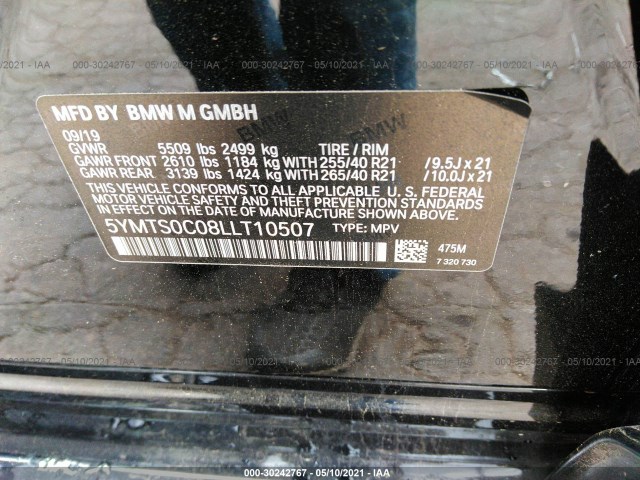 000-30242767 - 05/10/2021 - IAA
MFD BY BMW M GMBH
09/19
GVWR 5509 lbs 2499 kg TIRE / RIM
GAWR FRONT 2610 lbs 1184 kg WITH 255/40 R21 / 9.5J x 21
GAWR REAR. 3139 lbs 1424 kg WITH 265/40 R21 /10.0J x 21
THIS VEHICLE CONFORMS TO ALL APPLICABLE U. S. FEDERAL
MOTOR VEHICLE SAFETY, BUMPER, AND THEFT PREVENTION
STANDARDS IN EFFECT ON THE DATE OF MANUFACTURE SHOWN ABOVE.
5YMTS0C08LLT10507 TYPE: MPV
475M
7 320 730
BMW
BMW
000-30242767 - 05/10/2021 - IAA